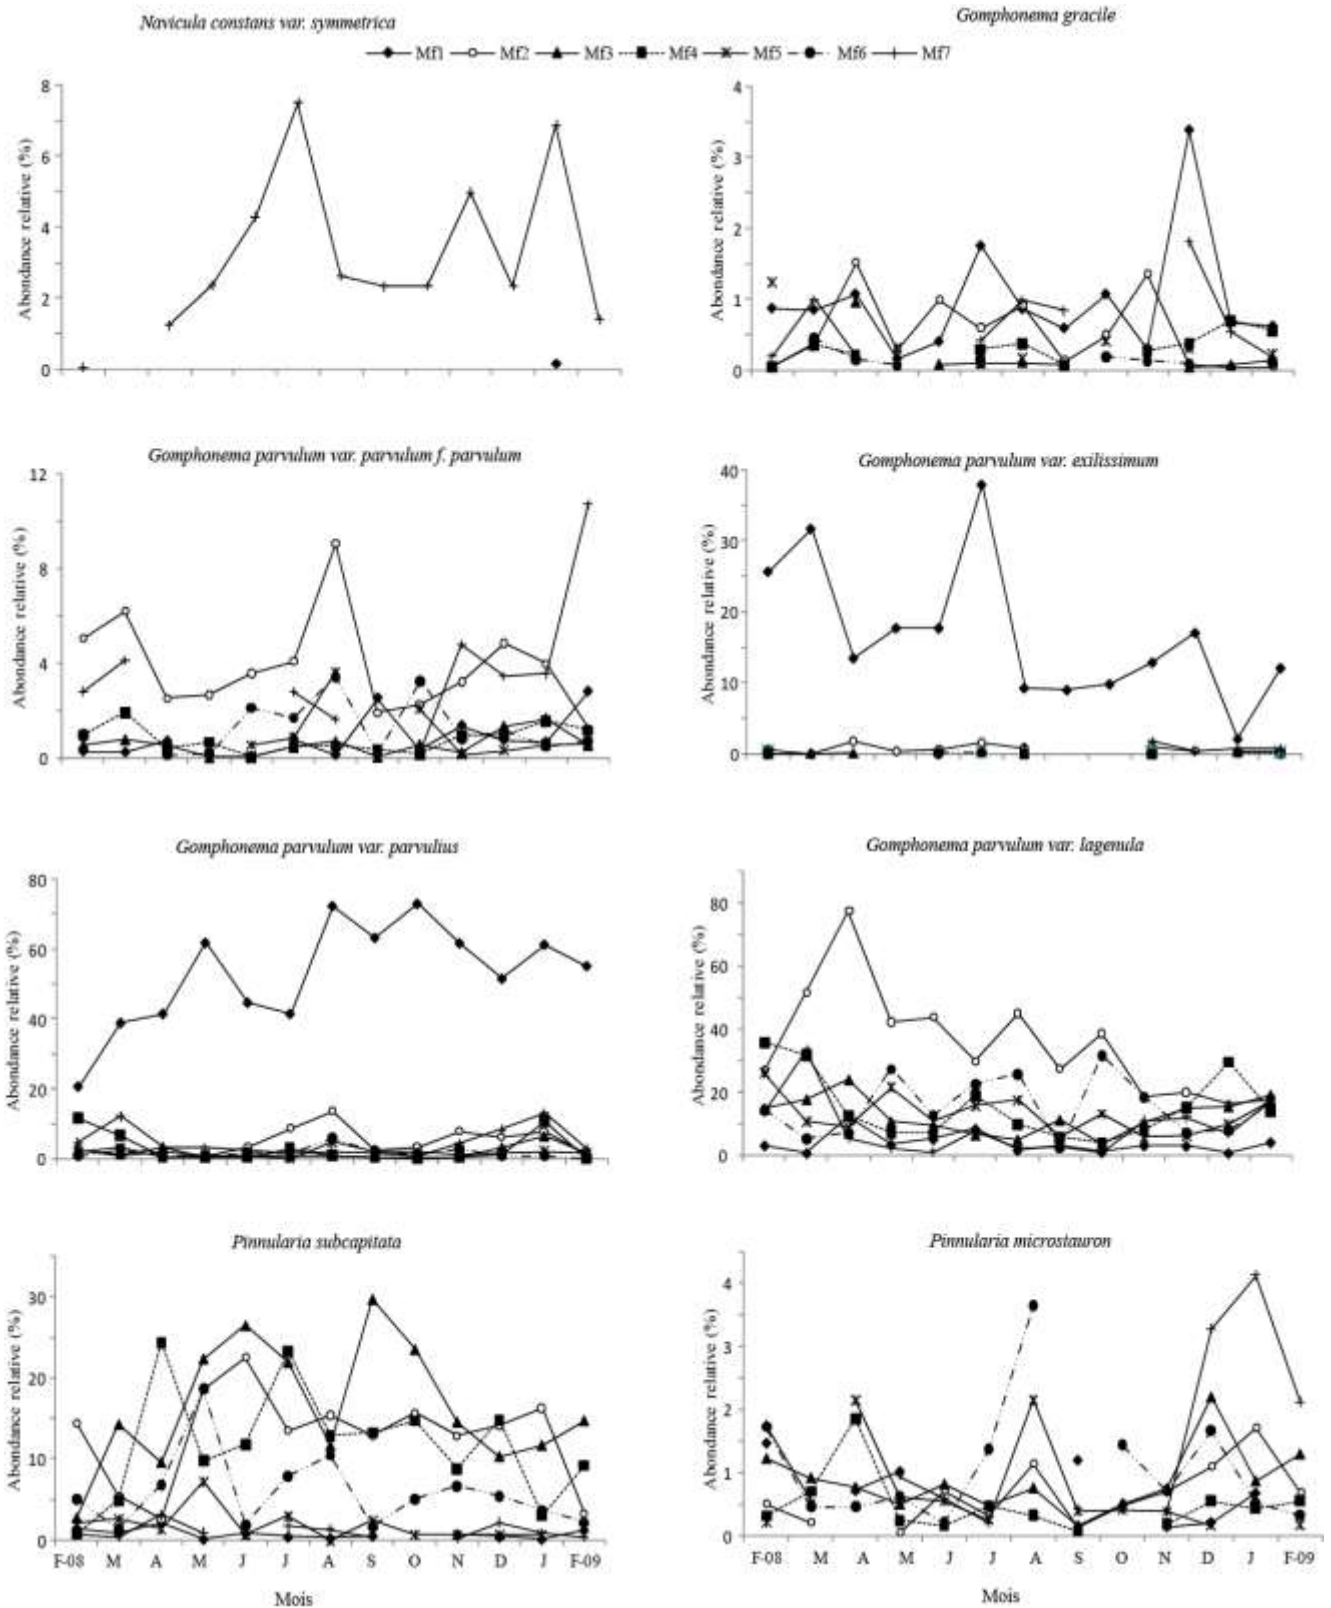 Navicula constans var. symmetrica
Gomphonema gracile
Mf1 Mf2 Mf3 Mf4 Mf5 Mf6 Mf7
Abondance relative (%)
8
6
4
2
0
Abondance relative (%)
4
3
2
1
0
Gomphonema parvulum var. parvulum f. parvulum
Gomphonema parvulum var. exilissimum
Abondance relative (%)
12
8
4
0
Abondance relative (%)
40
30
20
10
0
Gomphonema parvulum var. parvulius
Gomphonema parvulum var. lagenula
Abondance relative (%)
80
60
40
20
0
Abondance relative (%)
80
60
40
20
0
Pinnularia subcapitata
Pinnularia microstauron
Abondance relative (%)
30
20
10
0
F-08 M A M J J A S O N D J F-09
Mois
Abondance relative (%)
4
3
2
1
0
F-08 M A M J J A S O N D J F-09
Mois